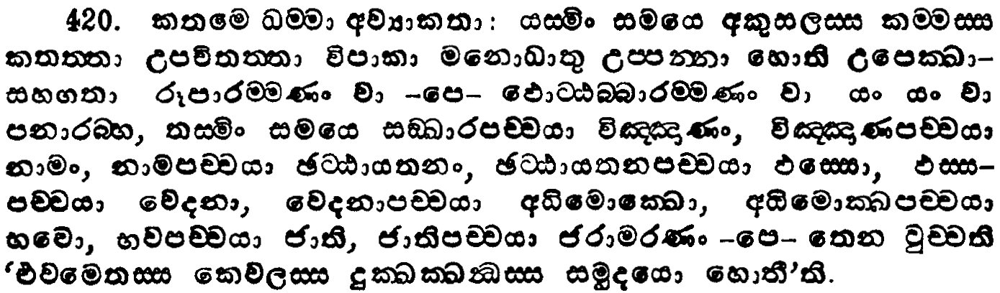 420. කතමෙ ධම්මා අව්‍යාකතා: යස්මිං සමයෙ අකුසලස්ස කම්මස්ස
කතත්තා උපචිතත්තා විපාකා මනොධාතු උප්පන්නා හොති උපෙක්ඛා-
සහගතා රූපාරම්මණං වා -පෙ- ඵොට්ඨබ්බාරම්මණං වා යං යං වා
පනාරබ්භ, තස්මිං සමයෙ සඞ්ඛාරපච්චයා විඤ්ඤාණං, විඤ්ඤාණපච්චයා
නාමං, නාමපච්චයා ඡට්ඨායතනං, ඡට්ඨායතනපච්චයා ඵස්සො, ඵස්ස-
පච්චයා වෙදනා, වෙදනාපච්චයා අධිමොක්ඛො, අධිමොක්ඛපච්චයා
භවො, භවපච්චයා ජාති, ජාතිපච්චයා ජරාමරණං -පෙ- තෙන වුච්චති
‘එවමෙතස්ස කෙවලස්ස දුක්ඛක්ඛන්ධස්ස සමුදයො හොතී’ති.